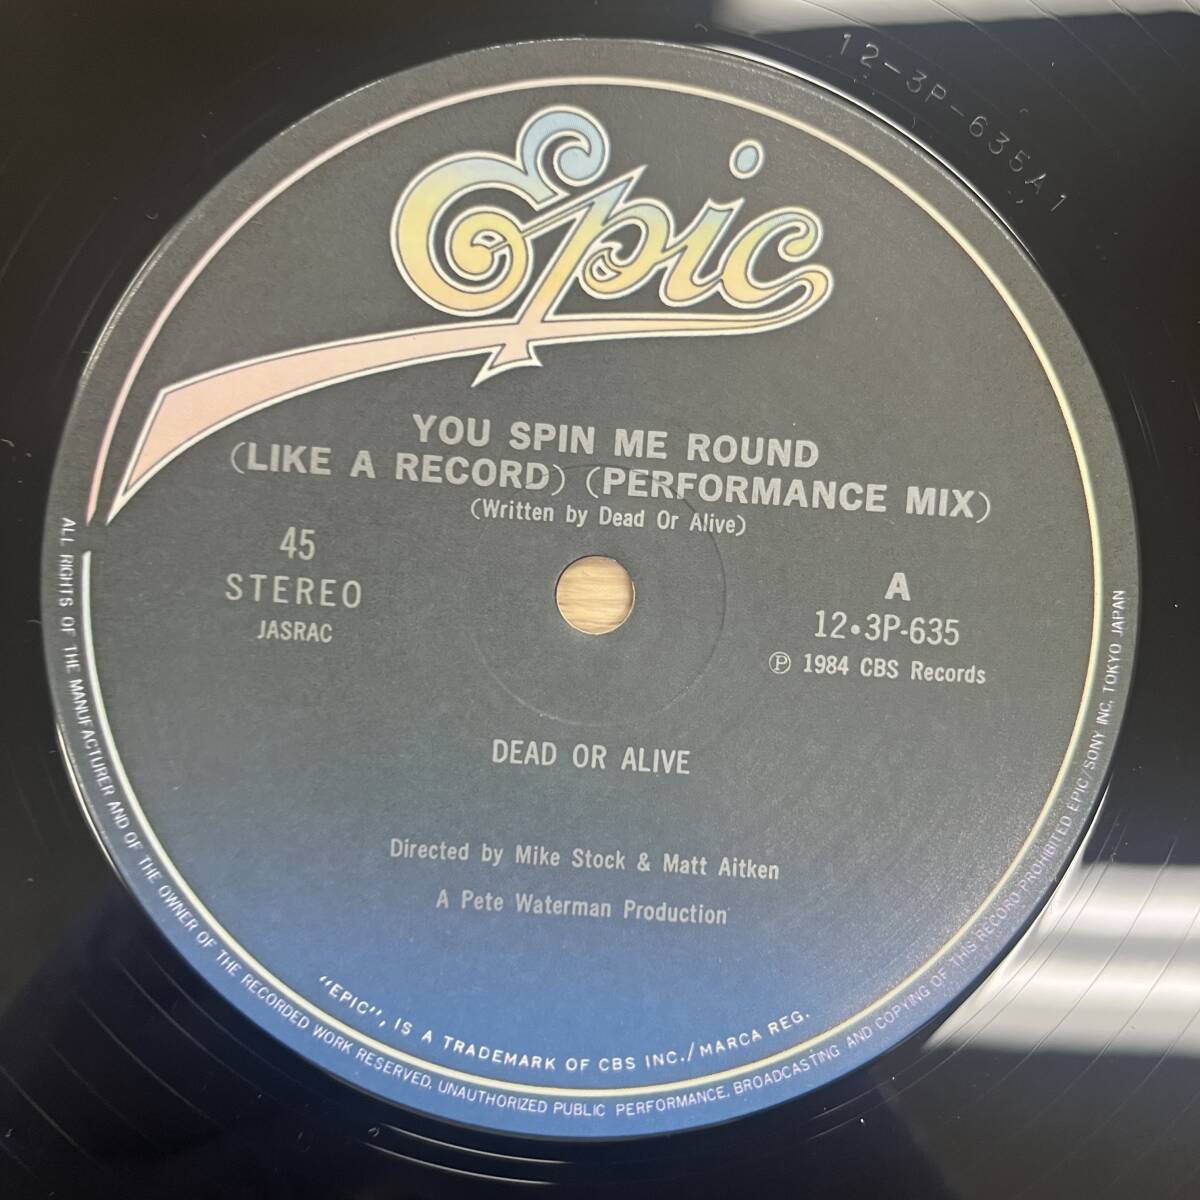 12-3P-635A1
Epic
YOU SPIN ME ROUND
(LIKE A RECORD) (PERFORMANCE MIX)
(Written by Dead Or Alive)
45
STEREO
JASRAC
A
12•3P-635
Ⓟ 1984 CBS Records
DEAD OR ALIVE
Directed by Mike Stock & Matt Aitken
A Pete Waterman Production
"EPIC", IS A TRADEMARK OF CBS INC./MARCA REG.
ALL RIGHTS OF THE MANUFACTURER AND OF THE OWNER OF THE RECORDED WORK RESERVED. UNAUTHORIZED PUBLIC PERFORMANCE, BROADCASTING AND COPYING OF THIS RECORD PROHIBITED EPIC/SONY INC. TOKYO JAPAN